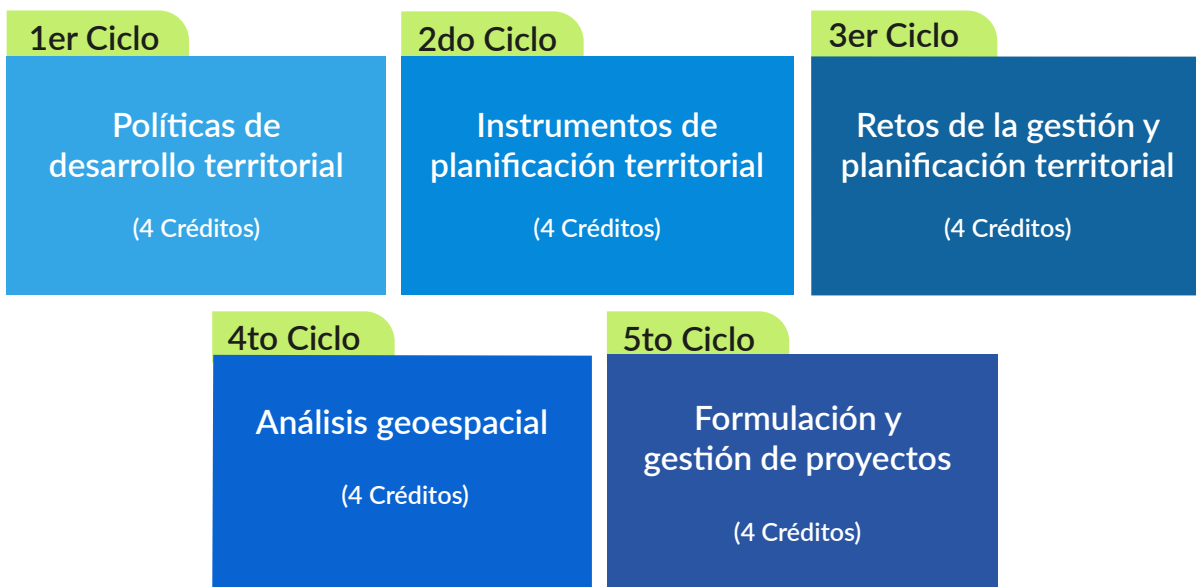 1er Ciclo
Políticas de
desarrollo territorial
(4 Créditos)
2do Ciclo
Instrumentos de
planificación territorial
(4 Créditos)
3er Ciclo
Retos de la gestión y
planificación territorial
(4 Créditos)
4to Ciclo
Análisis geoespacial
(4 Créditos)
5to Ciclo
Formulación y
gestión de proyectos
(4 Créditos)